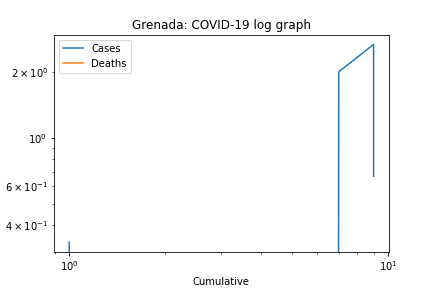 Grenada: COVID-19 log graph
Cases
Deaths
2 × 10⁰
10⁰
6 × 10⁻¹
4 × 10⁻¹
10⁰ 10¹
Cumulative